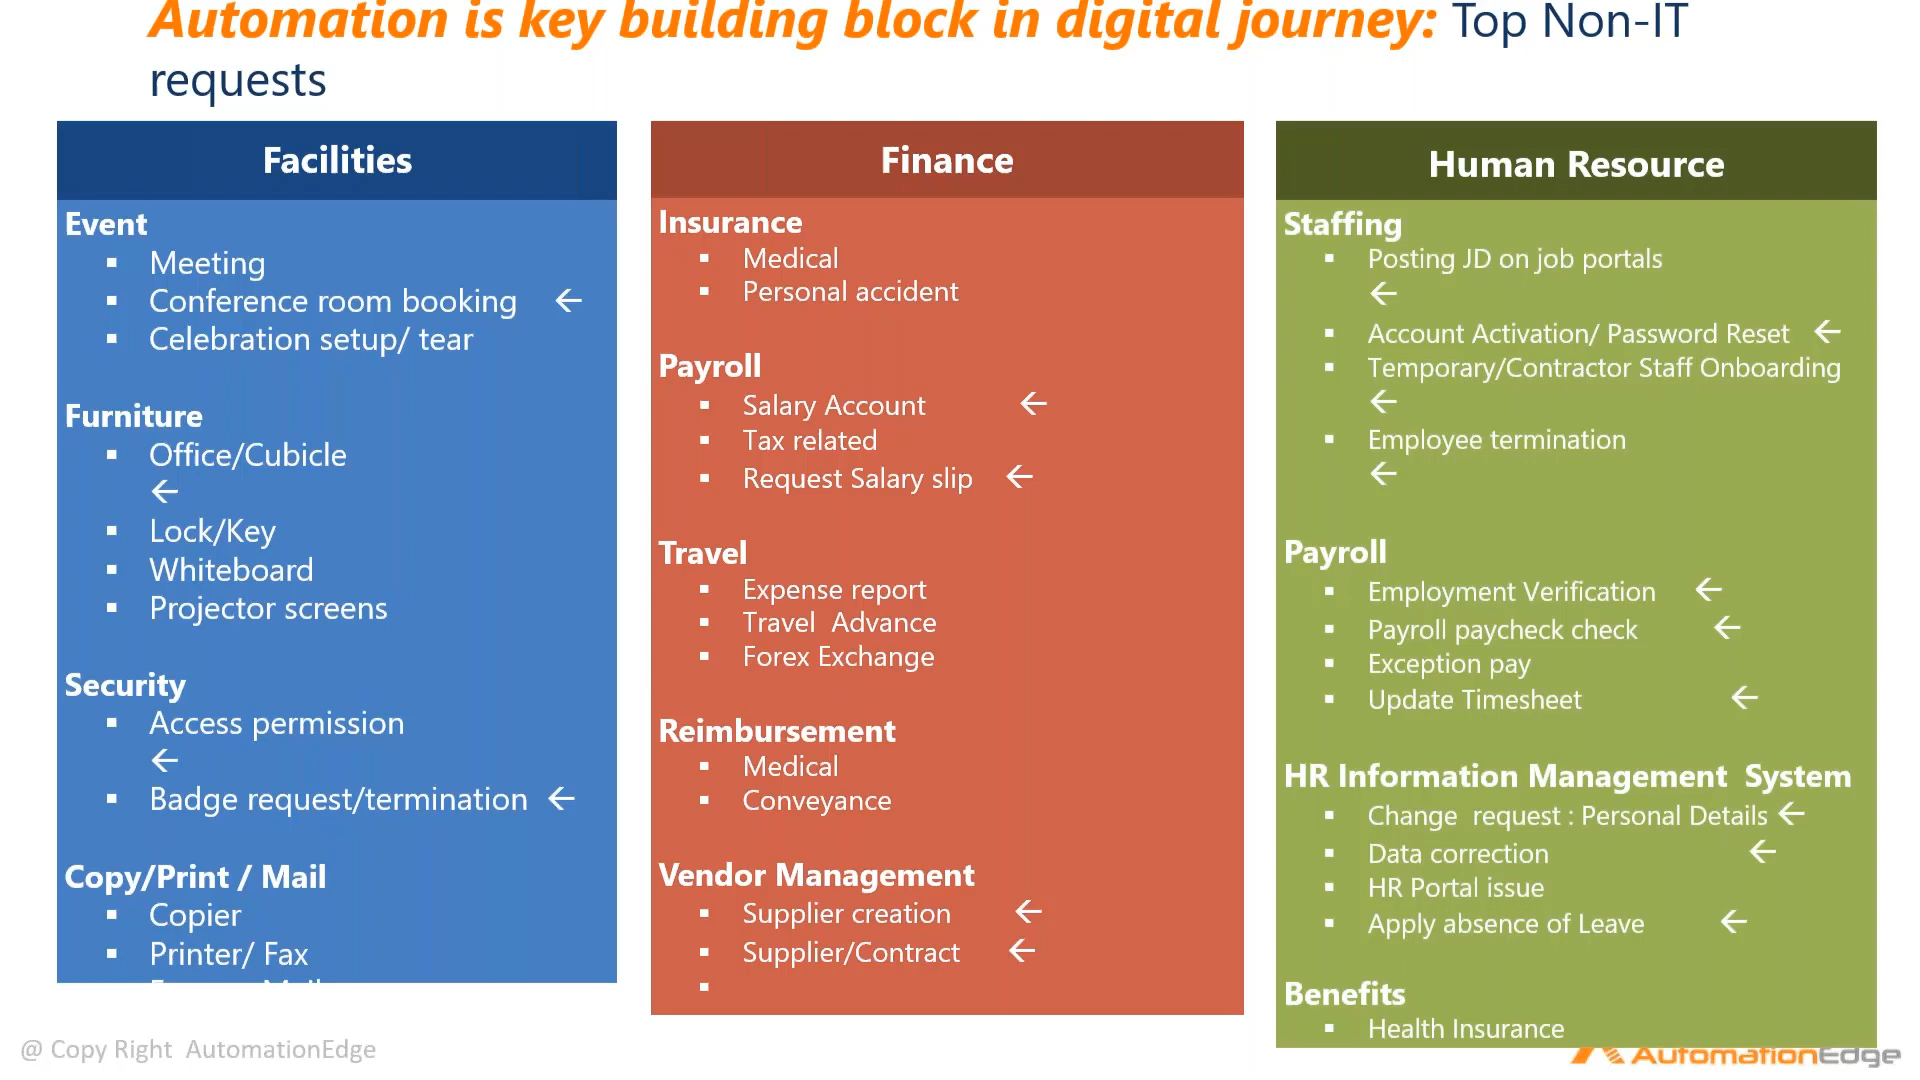 Automation is key building block in digital journey: Top Non-IT
requests
Facilities
Event
▪ Meeting
▪ Conference room booking ←
▪ Celebration setup/ tear
Furniture
▪ Office/Cubicle
←
▪ Lock/Key
▪ Whiteboard
▪ Projector screens
Security
▪ Access permission
←
▪ Badge request/termination ←
Copy/Print / Mail
▪ Copier
▪ Printer/ Fax
Finance
Insurance
▪ Medical
▪ Personal accident
Payroll
▪ Salary Account ←
▪ Tax related
▪ Request Salary slip ←
Travel
▪ Expense report
▪ Travel Advance
▪ Forex Exchange
Reimbursement
▪ Medical
▪ Conveyance
Vendor Management
▪ Supplier creation ←
▪ Supplier/Contract ←
▪
Human Resource
Staffing
▪ Posting JD on job portals
←
▪ Account Activation/ Password Reset ←
▪ Temporary/Contractor Staff Onboarding
←
▪ Employee termination
←
Payroll
▪ Employment Verification ←
▪ Payroll paycheck check ←
▪ Exception pay
▪ Update Timesheet ←
HR Information Management System
▪ Change request : Personal Details ←
▪ Data correction ←
▪ HR Portal issue
▪ Apply absence of Leave ←
Benefits
▪ Health Insurance
@ Copy Right AutomationEdge
AutomationEdge